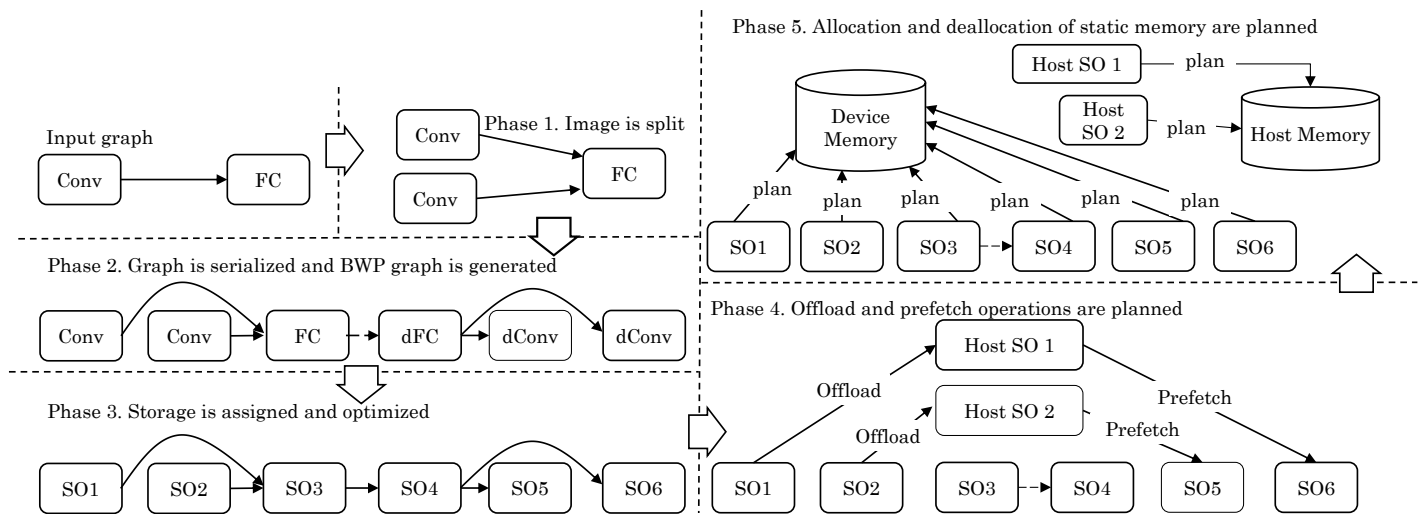 Input graph
Conv
FC
Conv
Phase 1. Image is split
FC
Conv
Phase 2. Graph is serialized and BWP graph is generated
Conv
Conv
FC
dFC
dConv
dConv
Phase 3. Storage is assigned and optimized
SO1
SO2
SO3
SO4
SO5
SO6
Phase 4. Offload and prefetch operations are planned
Host SO 1
Offload
Prefetch
Host SO 2
Offload
Prefetch
SO1
SO2
SO3
SO4
SO5
SO6
Phase 5. Allocation and deallocation of static memory are planned
Host SO 1
plan
Device
Memory
Host
SO 2
plan
Host Memory
plan
plan
plan
plan
plan
plan
SO1
SO2
SO3
SO4
SO5
SO6